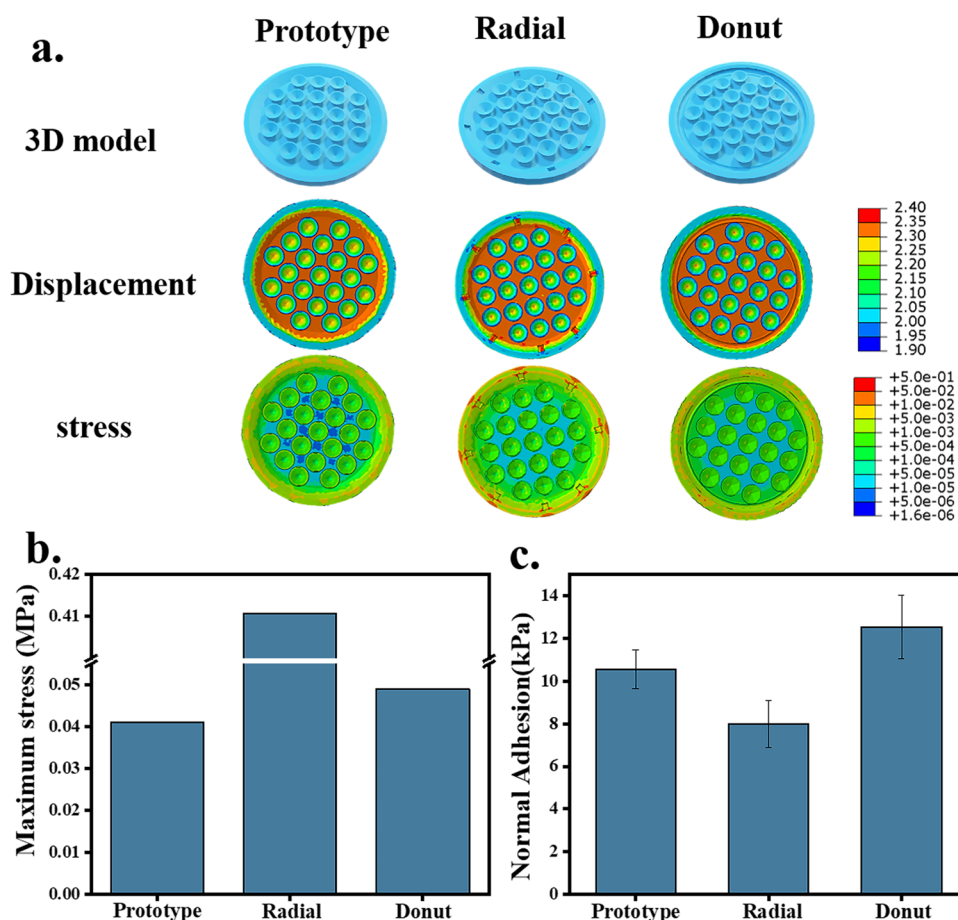 a.
Prototype Radial Donut
3D model
Displacement
2.40
2.35
2.30
2.25
2.20
2.15
2.10
2.05
2.00
1.95
1.90
stress
+5.0e-01
+5.0e-02
+1.0e-02
+5.0e-03
+1.0e-03
+5.0e-04
+1.0e-04
+5.0e-05
+1.0e-05
+5.0e-06
+1.6e-06
b.
Maximum stress (MPa)
0.42
0.41
0.05
0.04
0.03
0.02
0.01
0.00
Prototype Radial Donut
c.
Normal Adhesion(kPa)
14
12
10
8
6
4
2
0
Prototype Radial Donut